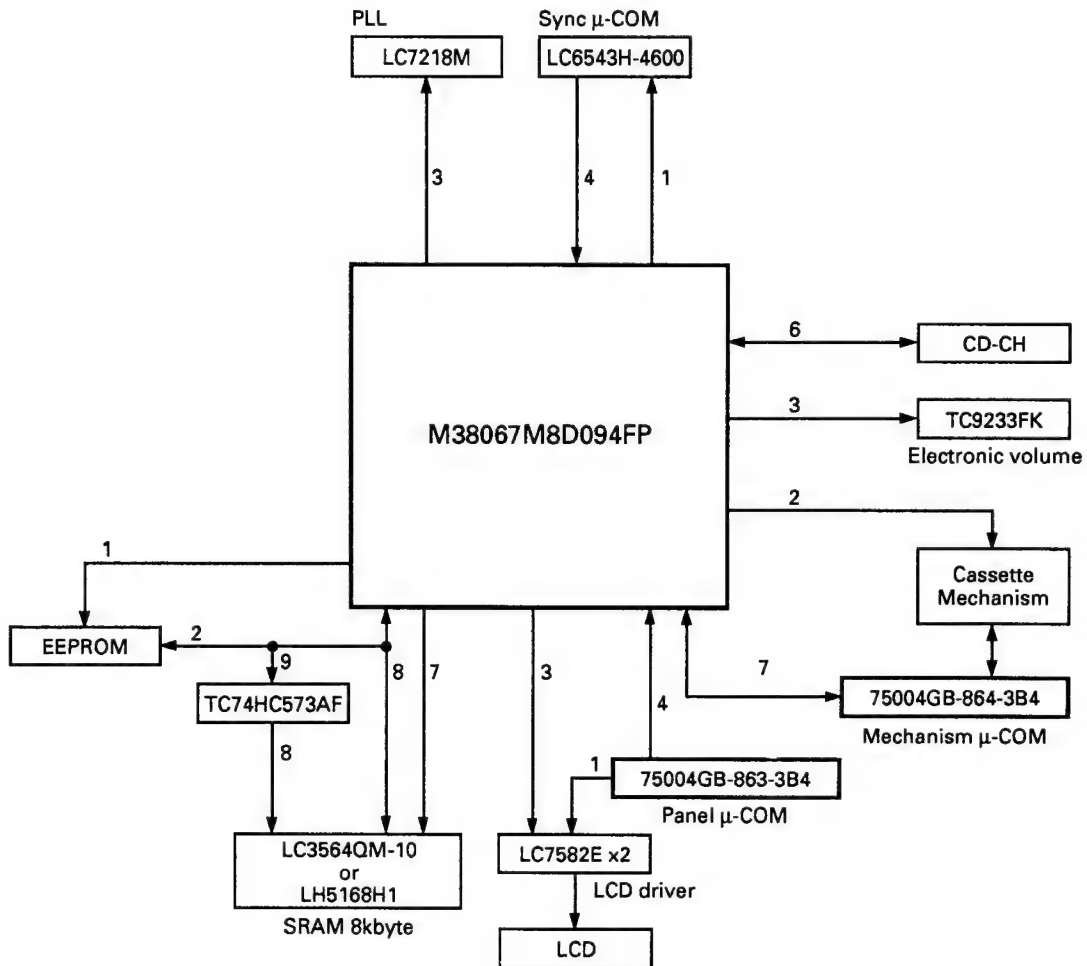 PLL
Sync μ-COM
LC7218M
LC6543H-4600
3
4
1
6
CD-CH
3
TC9233FK
Electronic volume
M38067M8D094FP
2
1
Cassette
Mechanism
EEPROM
2
9
8
7
3
4
7
TC74HC573AF
75004GB-864-3B4
Mechanism μ-COM
8
1
75004GB-863-3B4
Panel μ-COM
LC3564QM-10
or
LH5168H1
SRAM 8kbyte
LC7582E x2
LCD driver
LCD